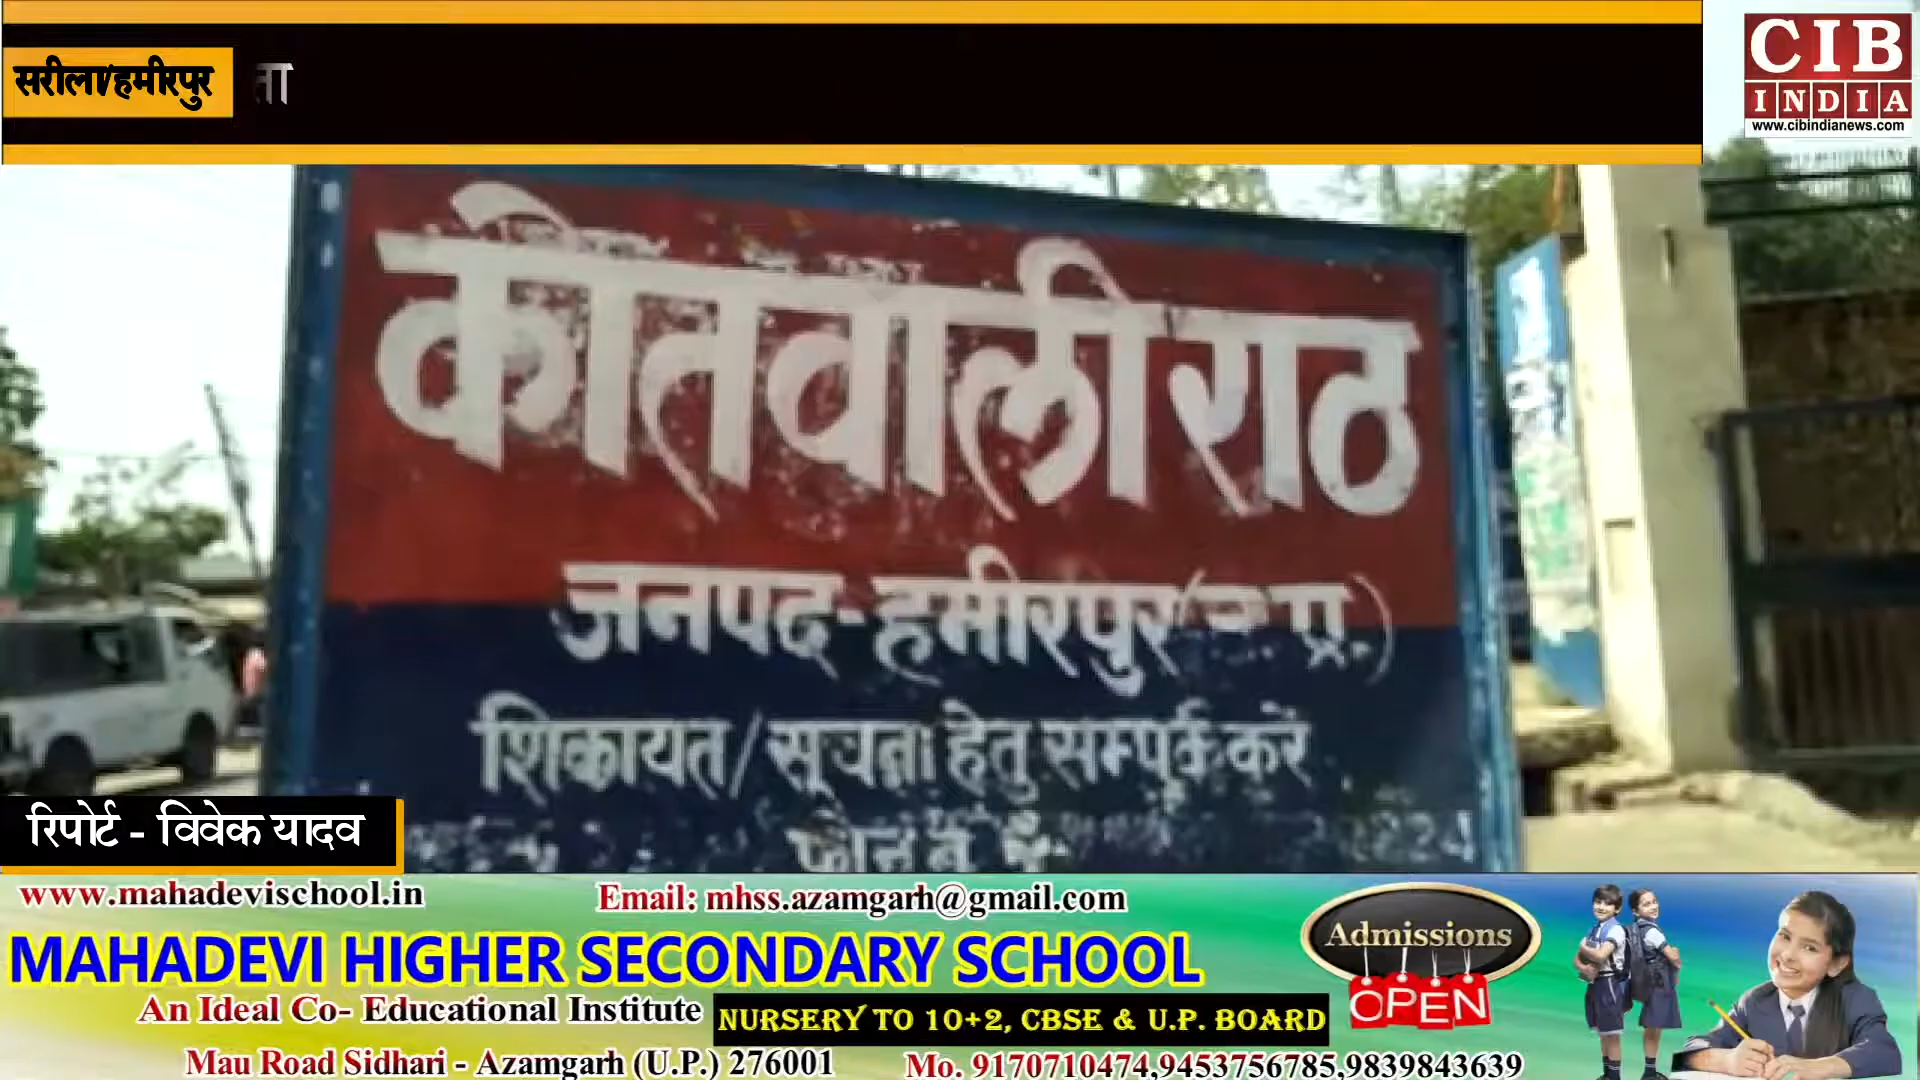 सरीला/हमीरपुर
ता
CIB
INDIA
www.cibindianews.com
कोतवाली राठ
जनपद-हमीरपुर(उ.प्र.)
शिकायत/सूचना हेतु सम्पर्क करें
फोन नं.
रिपोर्ट - विवेक यादव
www.mahadevischool.in
Email: mhss.azamgarh@gmail.com
MAHADEVI HIGHER SECONDARY SCHOOL
Admissions
OPEN
An Ideal Co- Educational Institute
NURSERY TO 10+2, CBSE & U.P. BOARD
Mau Road Sidhari - Azamgarh (U.P.) 276001
Mo. 9170710474,9453756785,9839843639